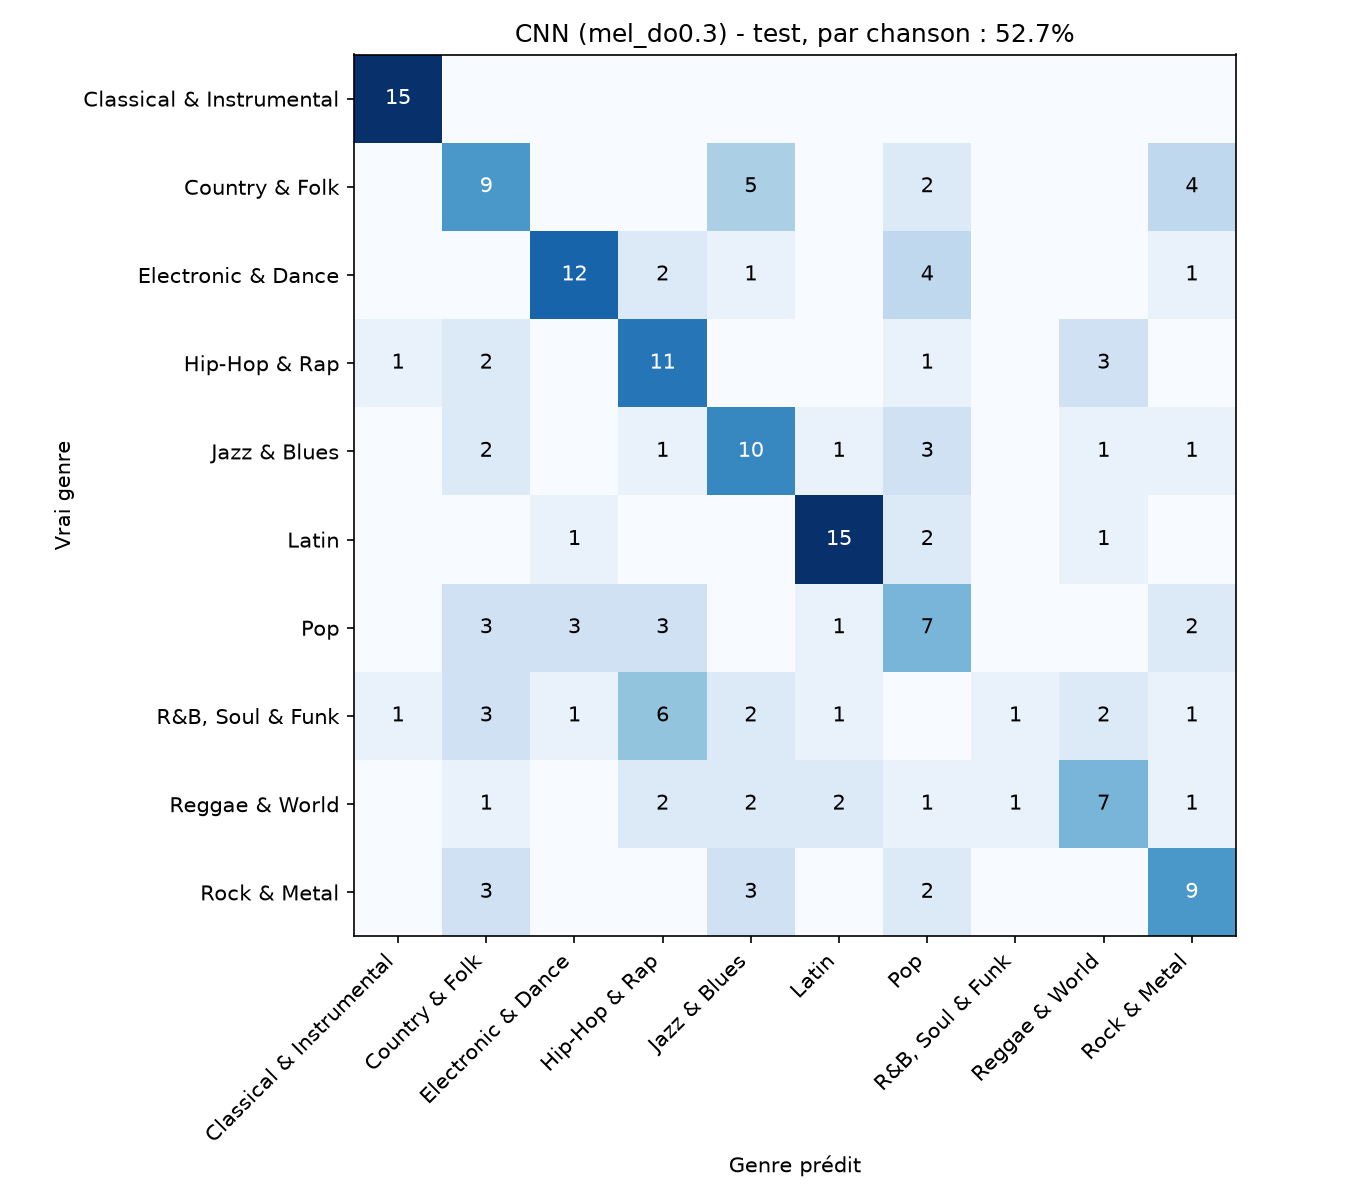 CNN (mel_do0.3) - test, par chanson : 52.7%
Vrai genre
Classical & Instrumental 15
Country & Folk 9 5 2 4
Electronic & Dance 12 2 1 4 1
Hip-Hop & Rap 1 2 11 1 3
Jazz & Blues 2 1 10 1 3 1 1
Latin 1 15 2 1
Pop 3 3 3 1 7 2
R&B, Soul & Funk 1 3 1 6 2 1 1 2 1
Reggae & World 1 2 2 2 1 1 7 1
Rock & Metal 3 3 2 9
Classical & Instrumental
Country & Folk
Electronic & Dance
Hip-Hop & Rap
Jazz & Blues
Latin
Pop
R&B, Soul & Funk
Reggae & World
Rock & Metal
Genre prédit